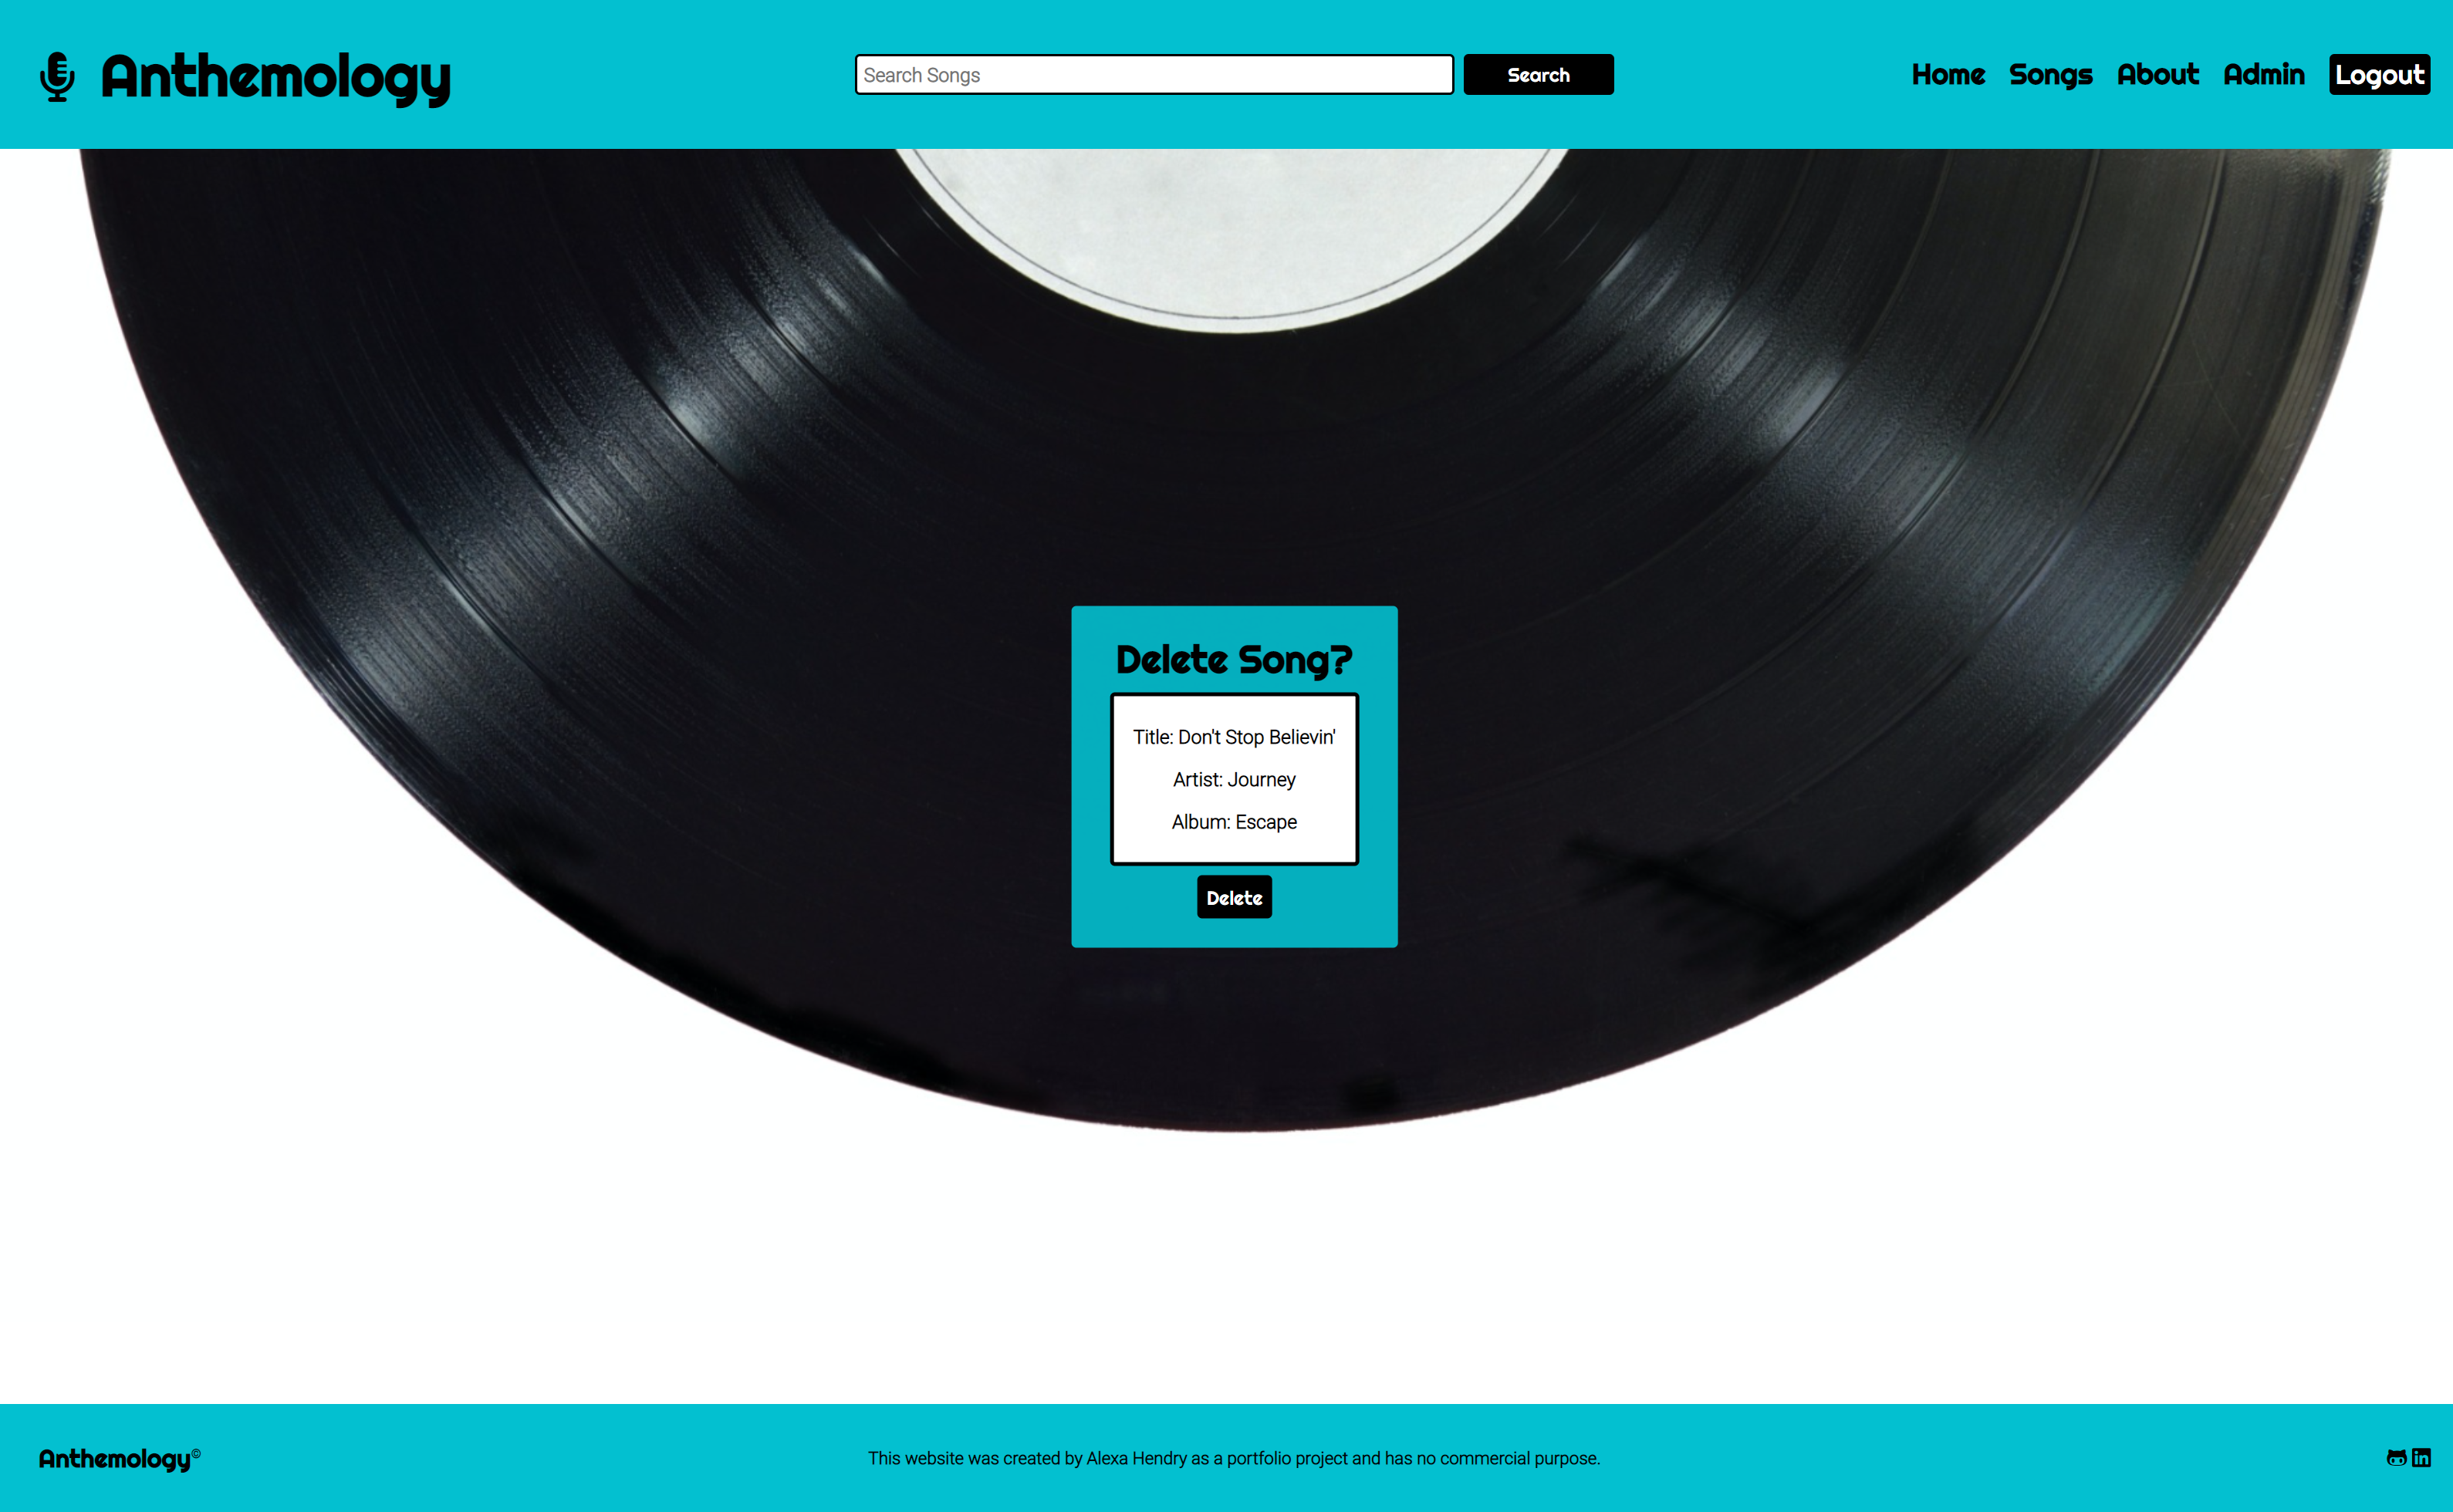 Anthemology
Search Songs
Search
Home Songs About Admin Logout
Delete Song?
Title: Don't Stop Believin'
Artist: Journey
Album: Escape
Delete
Anthemology©
This website was created by Alexa Hendry as a portfolio project and has no commercial purpose.
in